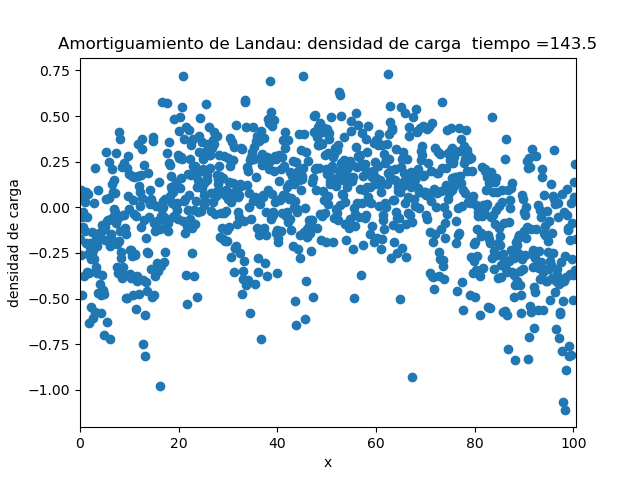 Amortiguamiento de Landau: densidad de carga  tiempo =143.5
densidad de carga
0.75
0.50
0.25
0.00
−0.25
−0.50
−0.75
−1.00
0 20 40 60 80 100
x